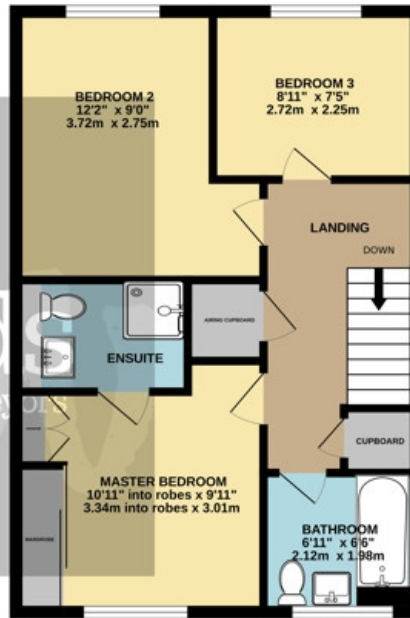 BEDROOM 2
12'2" x 9'0"
3.72m x 2.75m
BEDROOM 3
8'11" x 7'5"
2.72m x 2.25m
LANDING
DOWN
AIRING CUPBOARD
ENSUITE
CUPBOARD
MASTER BEDROOM
10'11" into robes x 9'11"
3.34m into robes x 3.01m
WARDROBE
BATHROOM
6'11" x 6'6"
2.12m x 1.98m